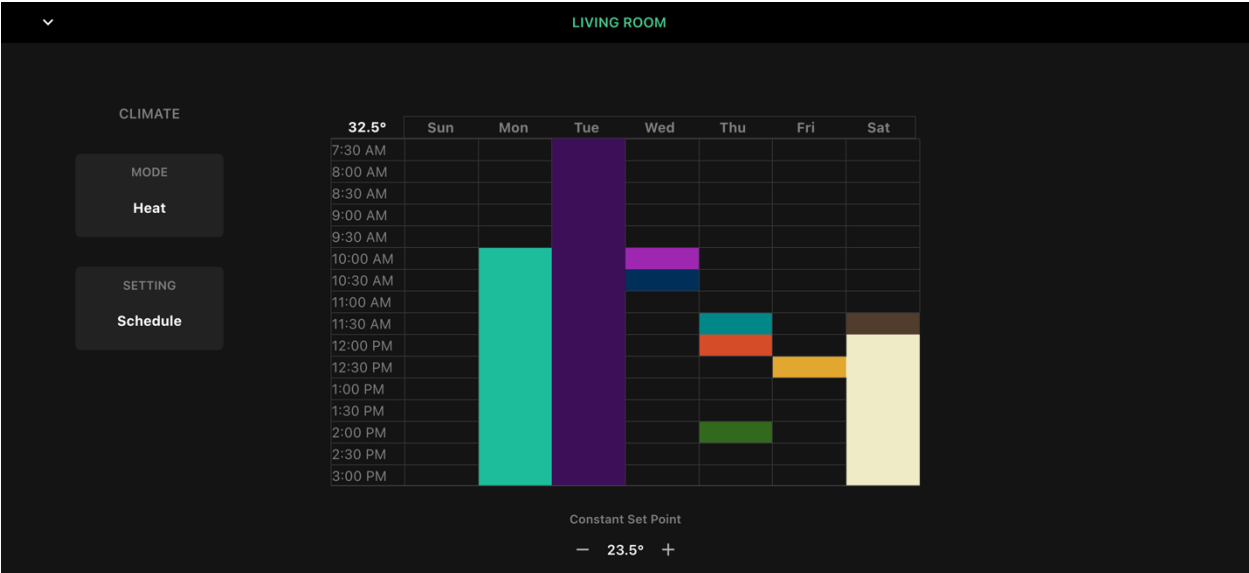 LIVING ROOM
CLIMATE
MODE
Heat
SETTING
Schedule
32.5° Sun Mon Tue Wed Thu Fri Sat
7:30 AM
8:00 AM
8:30 AM
9:00 AM
9:30 AM
10:00 AM
10:30 AM
11:00 AM
11:30 AM
12:00 PM
12:30 PM
1:00 PM
1:30 PM
2:00 PM
2:30 PM
3:00 PM
Constant Set Point
− 23.5° +